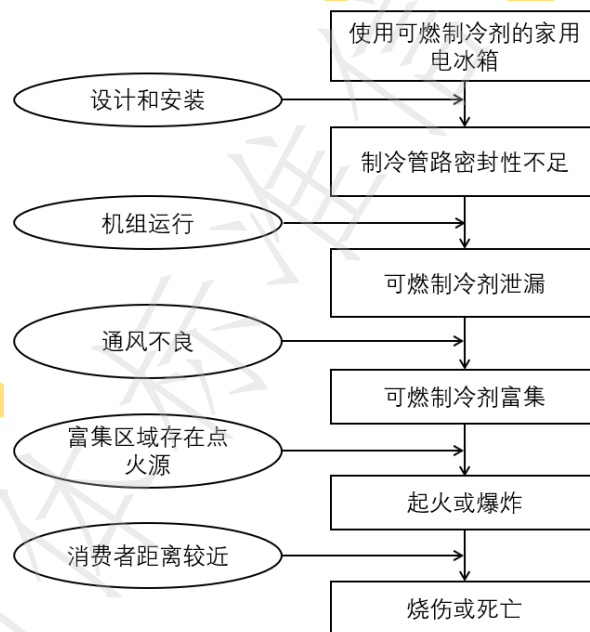 使用可燃制冷剂的家用
电冰箱
设计和安装
制冷管路密封性不足
机组运行
可燃制冷剂泄漏
通风不良
可燃制冷剂富集
富集区域存在点
火源
起火或爆炸
消费者距离较近
烧伤或死亡